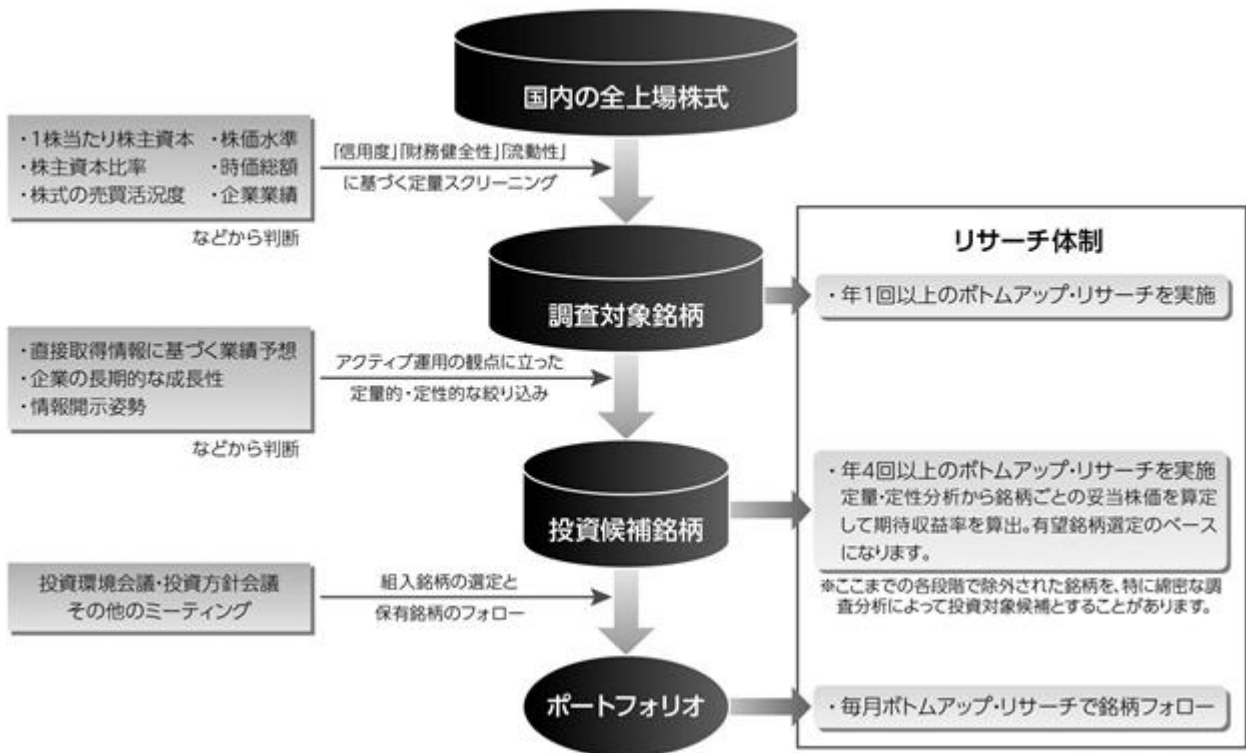 国内の全上場株式
・1株当たり株主資本 ・株価水準
・株主資本比率 ・時価総額
・株式の売買活況度 ・企業業績
などから判断
「信用度」「財務健全性」「流動性」
に基づく定量スクリーニング
リサーチ体制
調査対象銘柄
・年1回以上のボトムアップ・リサーチを実施
・直接取得情報に基づく業績予想
・企業の長期的な成長性
・情報開示姿勢
などから判断
アクティブ運用の観点に立った
定量的・定性的な絞り込み
投資候補銘柄
・年4回以上のボトムアップ・リサーチを実施
定量・定性分析から銘柄ごとの妥当株価を算定
して期待収益率を算出。有望銘柄選定のベース
になります。
※ここまでの各段階で除外された銘柄を、特に綿密な調
査分析によって投資対象候補とすることがあります。
投資環境会議・投資方針会議
その他のミーティング
組入銘柄の選定と
保有銘柄のフォロー
ポートフォリオ
・毎月ボトムアップ・リサーチで銘柄フォロー